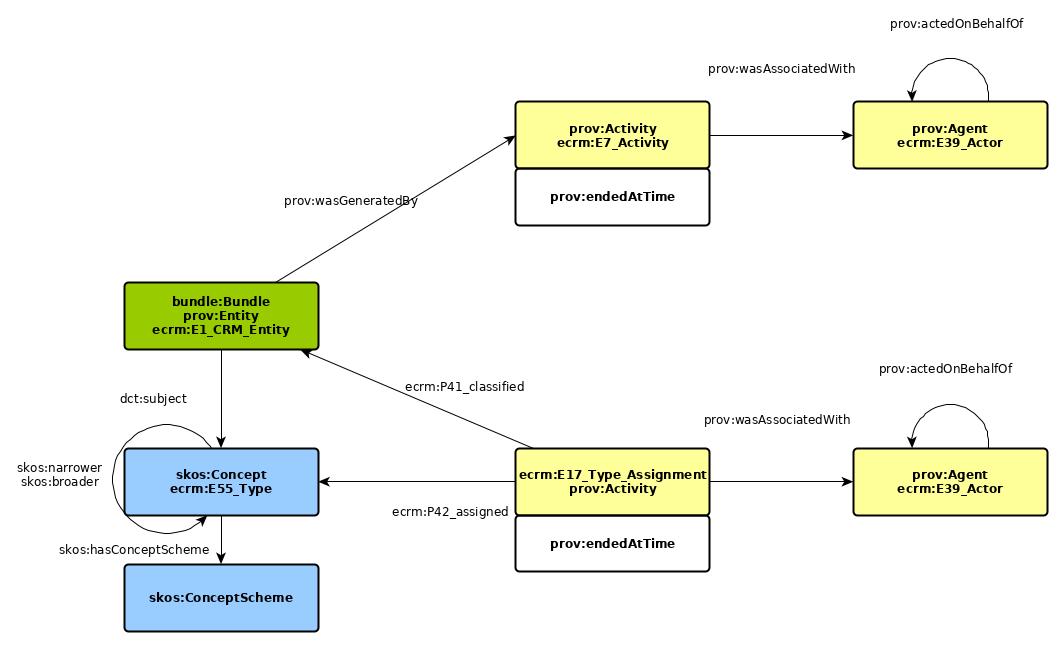 prov:actedOnBehalfOf
prov:wasAssociatedWith
prov:Activity
ecrm:E7_Activity
prov:Agent
ecrm:E39_Actor
prov:endedAtTime
prov:wasGeneratedBy
bundle:Bundle
prov:Entity
ecrm:E1_CRM_Entity
prov:actedOnBehalfOf
ecrm:P41_classified
dct:subject
prov:wasAssociatedWith
skos:narrower
skos:broader
skos:Concept
ecrm:E55_Type
ecrm:E17_Type_Assignment
prov:Activity
prov:Agent
ecrm:E39_Actor
ecrm:P42_assigned
prov:endedAtTime
skos:hasConceptScheme
skos:ConceptScheme